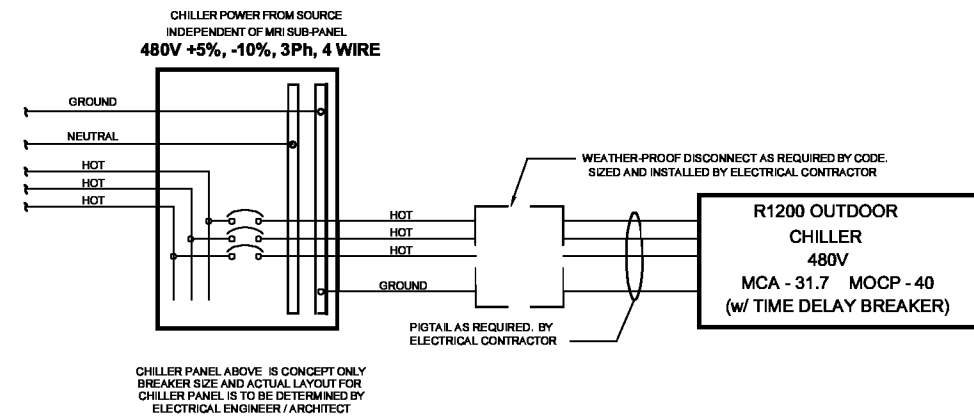 CHILLER POWER FROM SOURCE
INDEPENDENT OF MRI SUB-PANEL
480V +5%, -10%, 3Ph, 4 WIRE
GROUND
NEUTRAL
HOT
HOT
HOT
HOT
HOT
HOT
GROUND
WEATHER-PROOF DISCONNECT AS REQUIRED BY CODE.
SIZED AND INSTALLED BY ELECTRICAL CONTRACTOR
R1200 OUTDOOR
CHILLER
480V
MCA - 31.7 MOCP - 40
(w/ TIME DELAY BREAKER)
PIGTAIL AS REQUIRED. BY
ELECTRICAL CONTRACTOR
CHILLER PANEL ABOVE IS CONCEPT ONLY
BREAKER SIZE AND ACTUAL LAYOUT FOR
CHILLER PANEL IS TO BE DETERMINED BY
ELECTRICAL ENGINEER / ARCHITECT